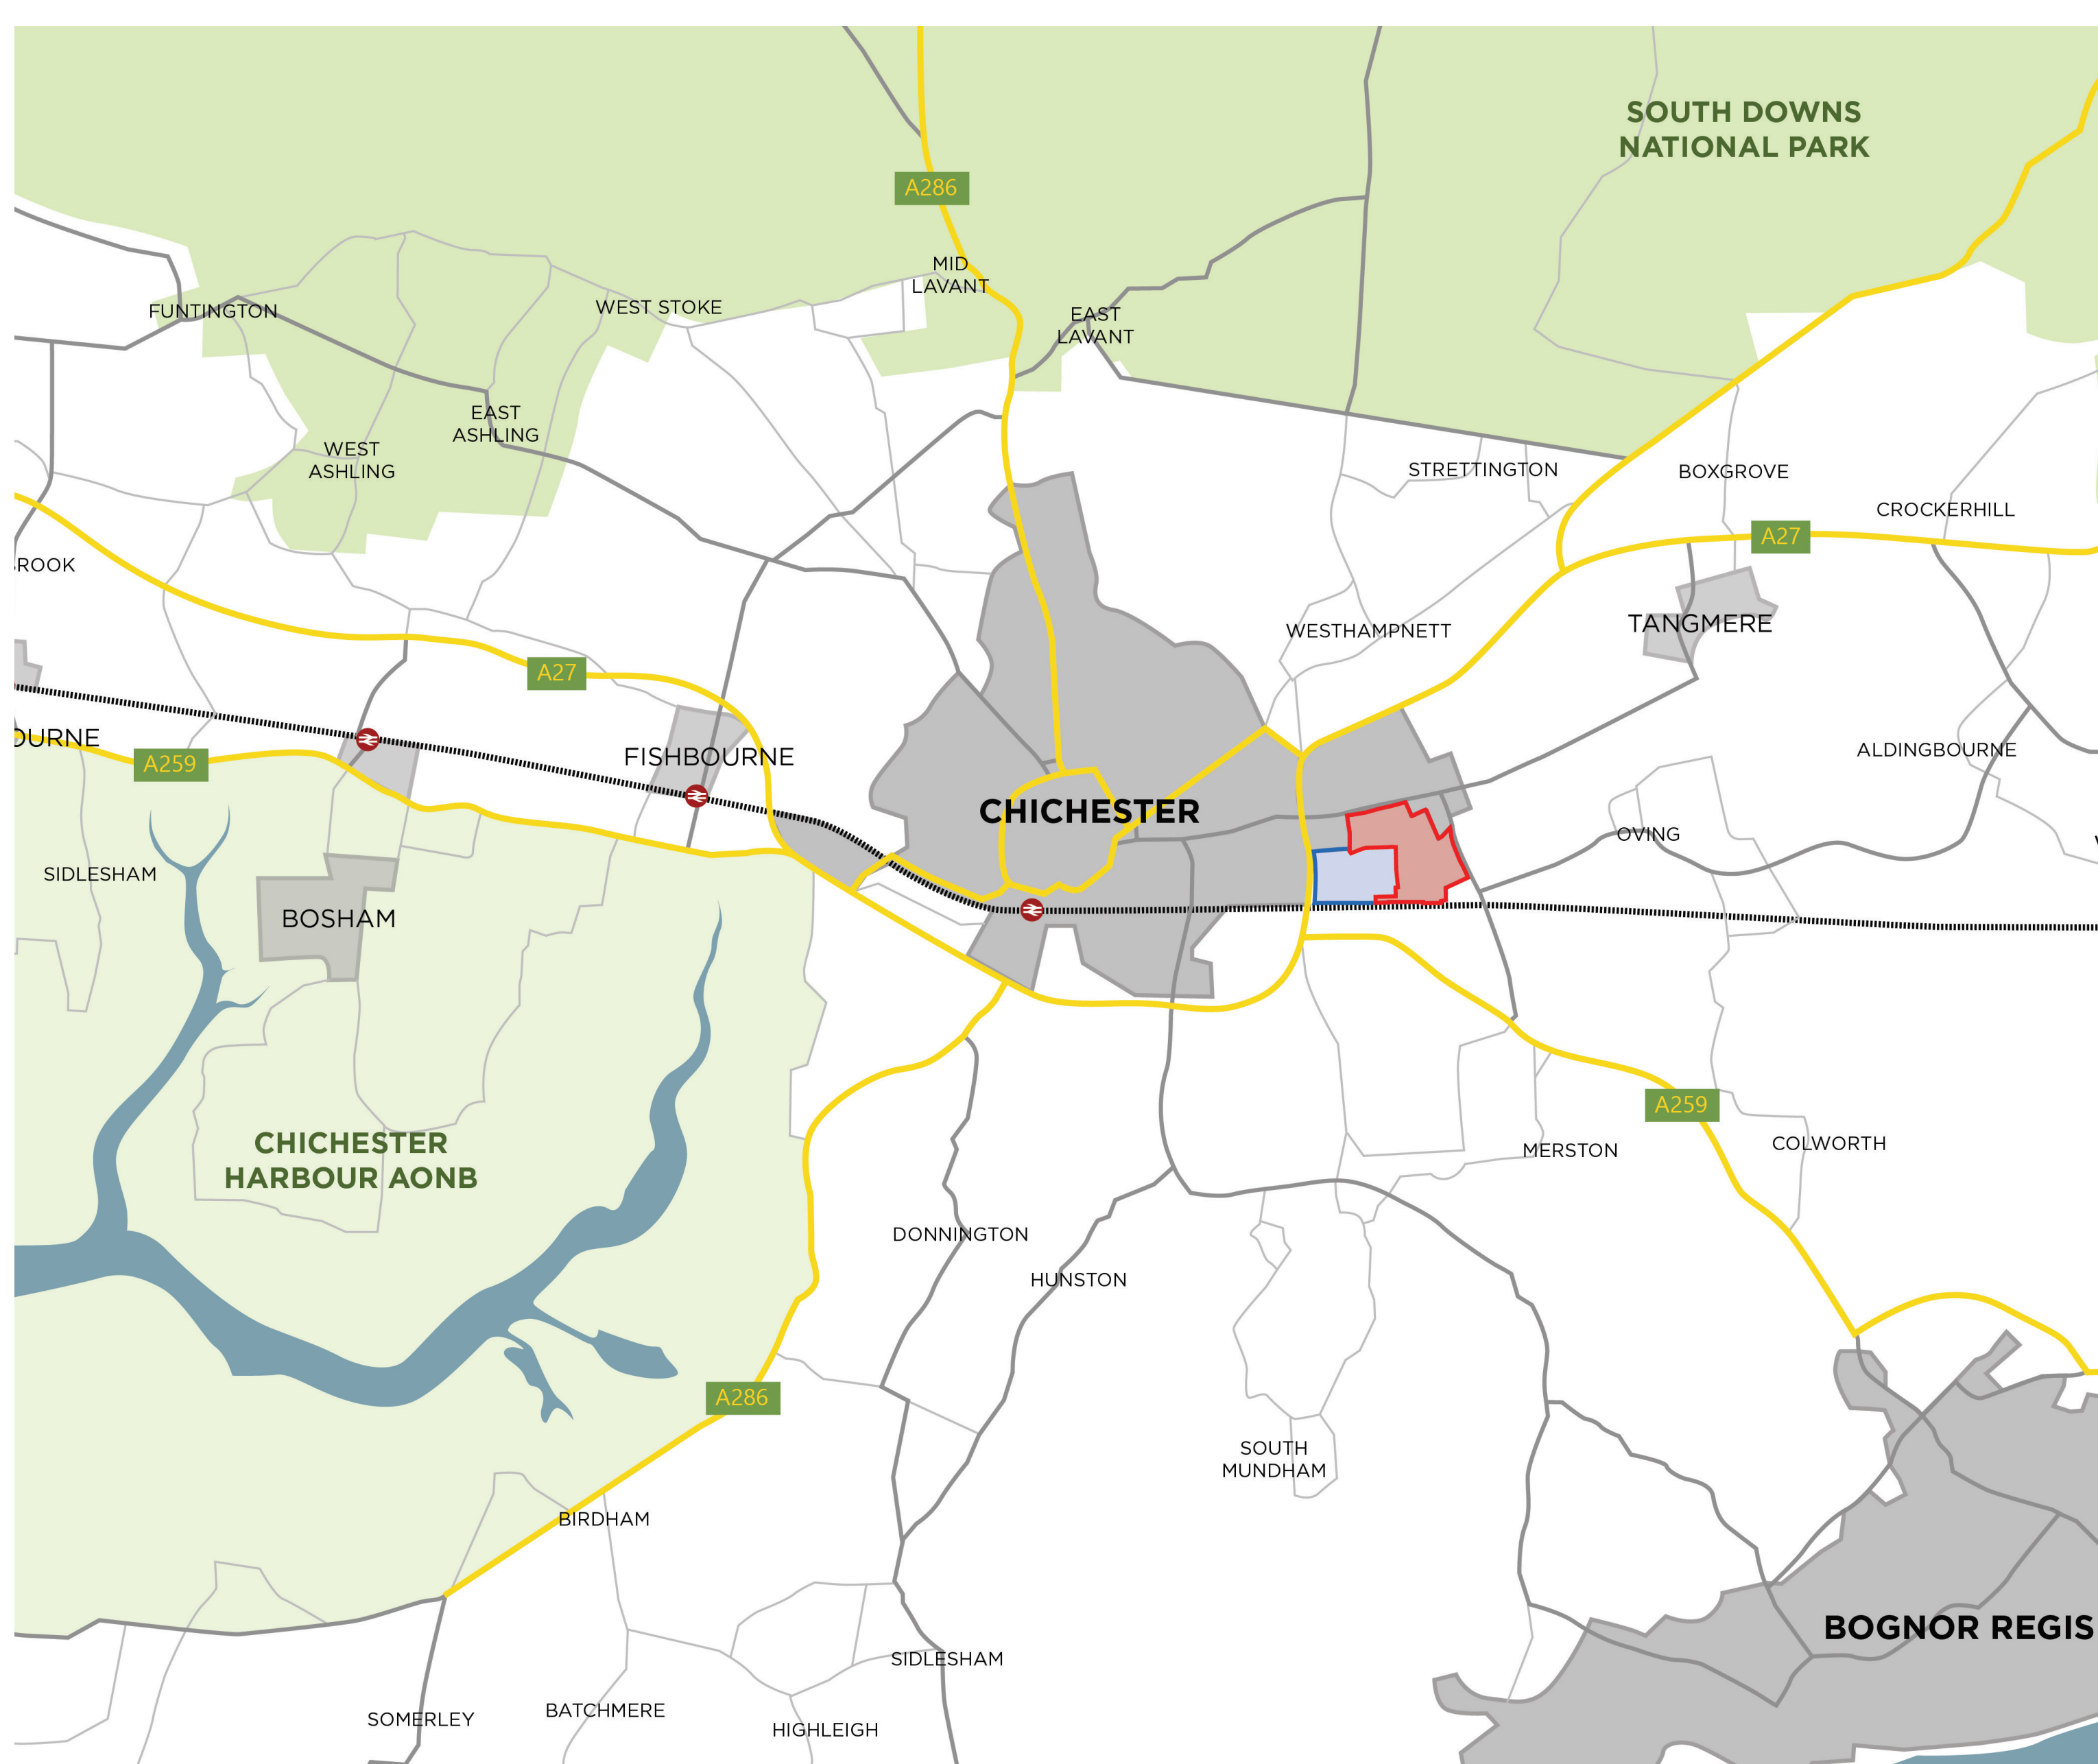 SOUTH DOWNS
NATIONAL PARK
A286
MID
LAVANT
FUNTINGTON
WEST STOKE
EAST
LAVANT
EAST
ASHLING
WEST
ASHLING
STRETTINGTON
BOXGROVE
CROCKERHILL
A27
ROOK
WESTHAMPNETT
TANGMERE
A27
OURNE
A259
FISHBOURNE
ALDINGBOURNE
CHICHESTER
OVING
SIDLESHAM
BOSHAM
A259
CHICHESTER
HARBOUR AONB
MERSTON
COLWORTH
DONNINGTON
HUNSTON
A286
SOUTH
MUNDHAM
BIRDHAM
BOGNOR REGIS
SIDLESHAM
SOMERLEY
BATCHMERE
HIGHLEIGH